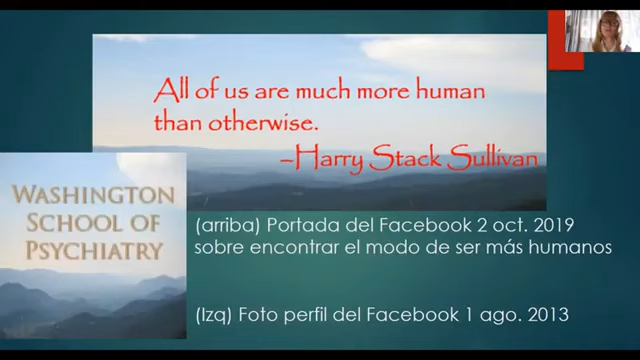 All of us are much more human
than otherwise.
–Harry Stack Sullivan
WASHINGTON
SCHOOL OF
PSYCHIATRY
(arriba) Portada del Facebook 2 oct. 2019
sobre encontrar el modo de ser más humanos
(Izq) Foto perfil del Facebook 1 ago. 2013